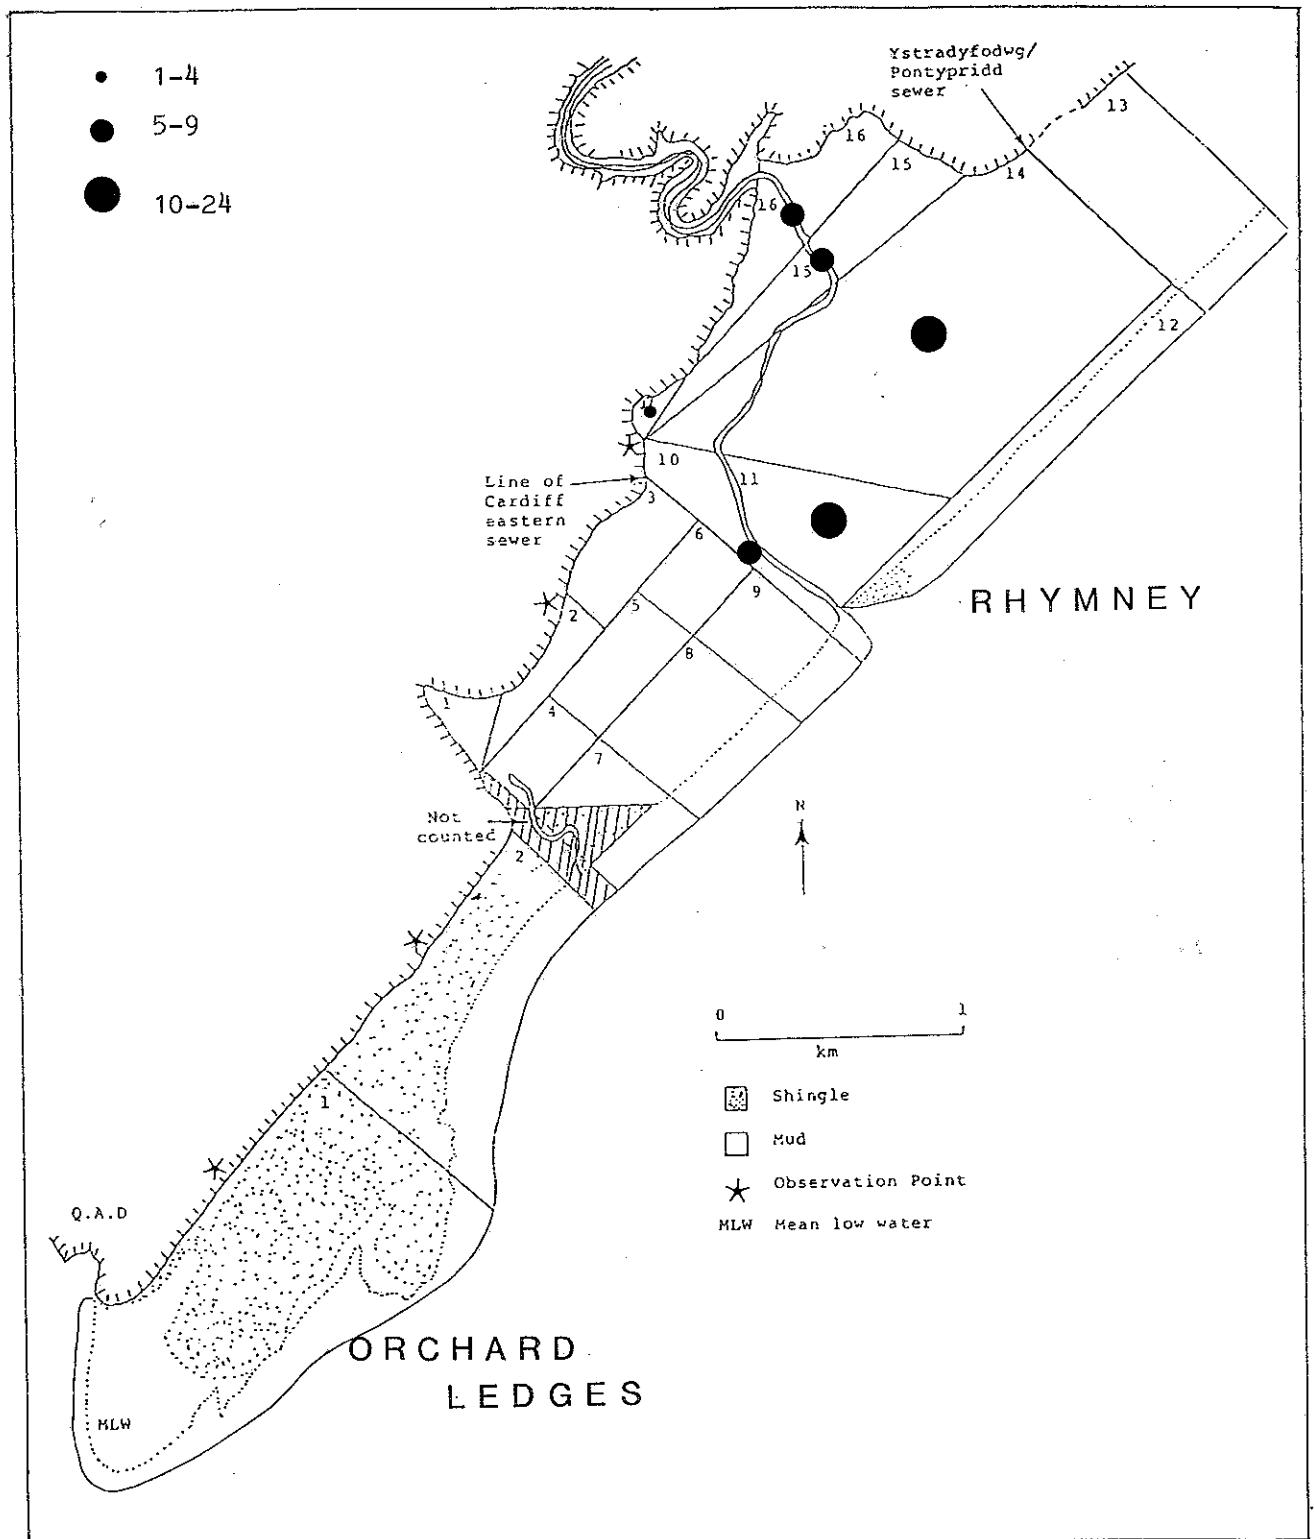 1-4
5-9
10-24
Ystradyfodwg/
Pontypridd
sewer
13
16
15
14
16
15
12
10
11
Line of
Cardiff
eastern
sewer
3
6
9
RHYMNEY
2
5
8
1
4
7
Not
counted
2
N
0 1
km
1
Shingle
Mud
Observation Point
MLW Mean low water
Q.A.D
ORCHARD
LEDGES
MLW